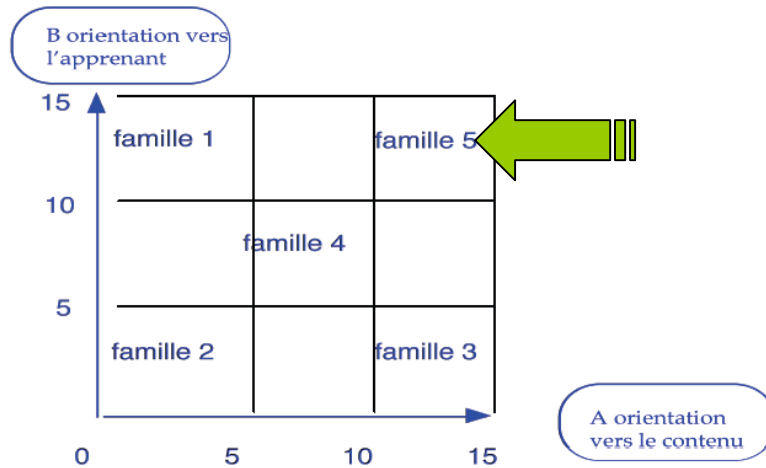 B orientation vers
l'apprenant
15
famille 1
famille 5
10
famille 4
5
famille 2
famille 3
A orientation
vers le contenu
0
5
10
15